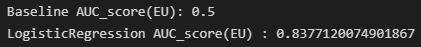 Baseline AUC_score(EU): 0.5
LogisticRegression AUC_score(EU) : 0.8377120074901867